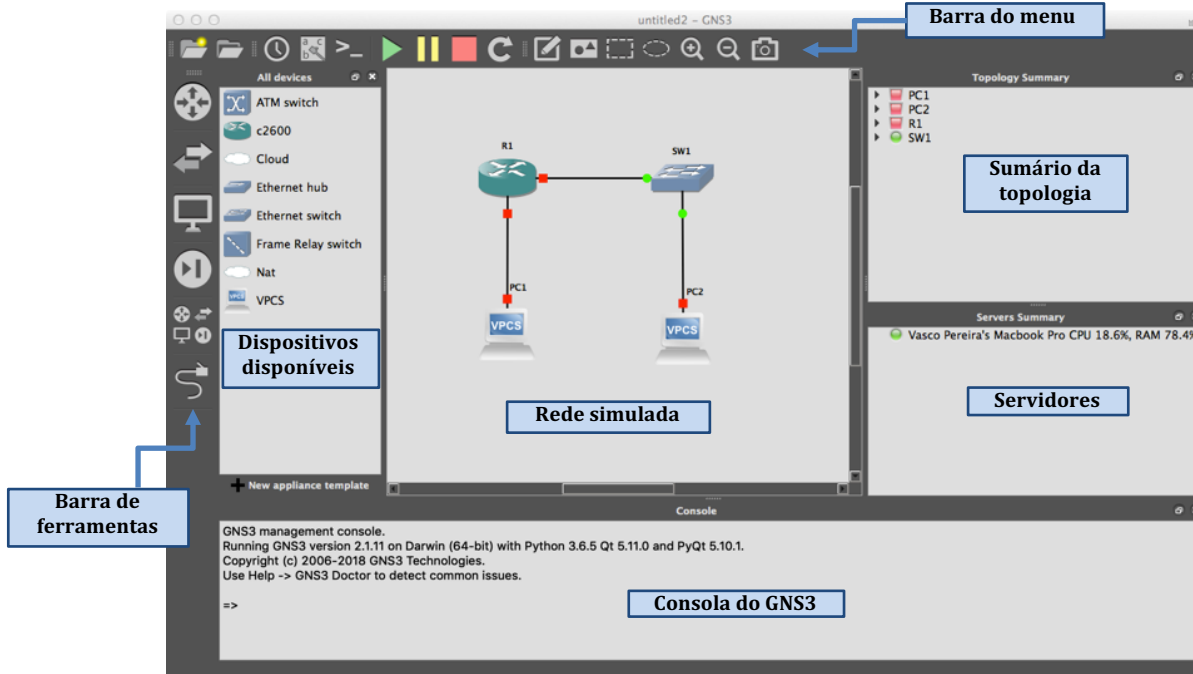 untitled2 – GNS3
Barra do menu
All devices
ATM switch
c2600
Cloud
Ethernet hub
Ethernet switch
Frame Relay switch
Nat
VPCS
VPCS
Dispositivos
disponíveis
New appliance template
Barra de
ferramentas
R1
SW1
PC1
VPCS
PC2
VPCS
Rede simulada
Topology Summary
PC1
PC2
R1
SW1
Sumário da
topologia
Servers Summary
Vasco Pereira's Macbook Pro CPU 18.6%, RAM 78.4%
Servidores
Console
GNS3 management console.
Running GNS3 version 2.1.11 on Darwin (64-bit) with Python 3.6.5 Qt 5.11.0 and PyQt 5.10.1.
Copyright (c) 2006-2018 GNS3 Technologies.
Use Help -> GNS3 Doctor to detect common issues.
=>
Consola do GNS3